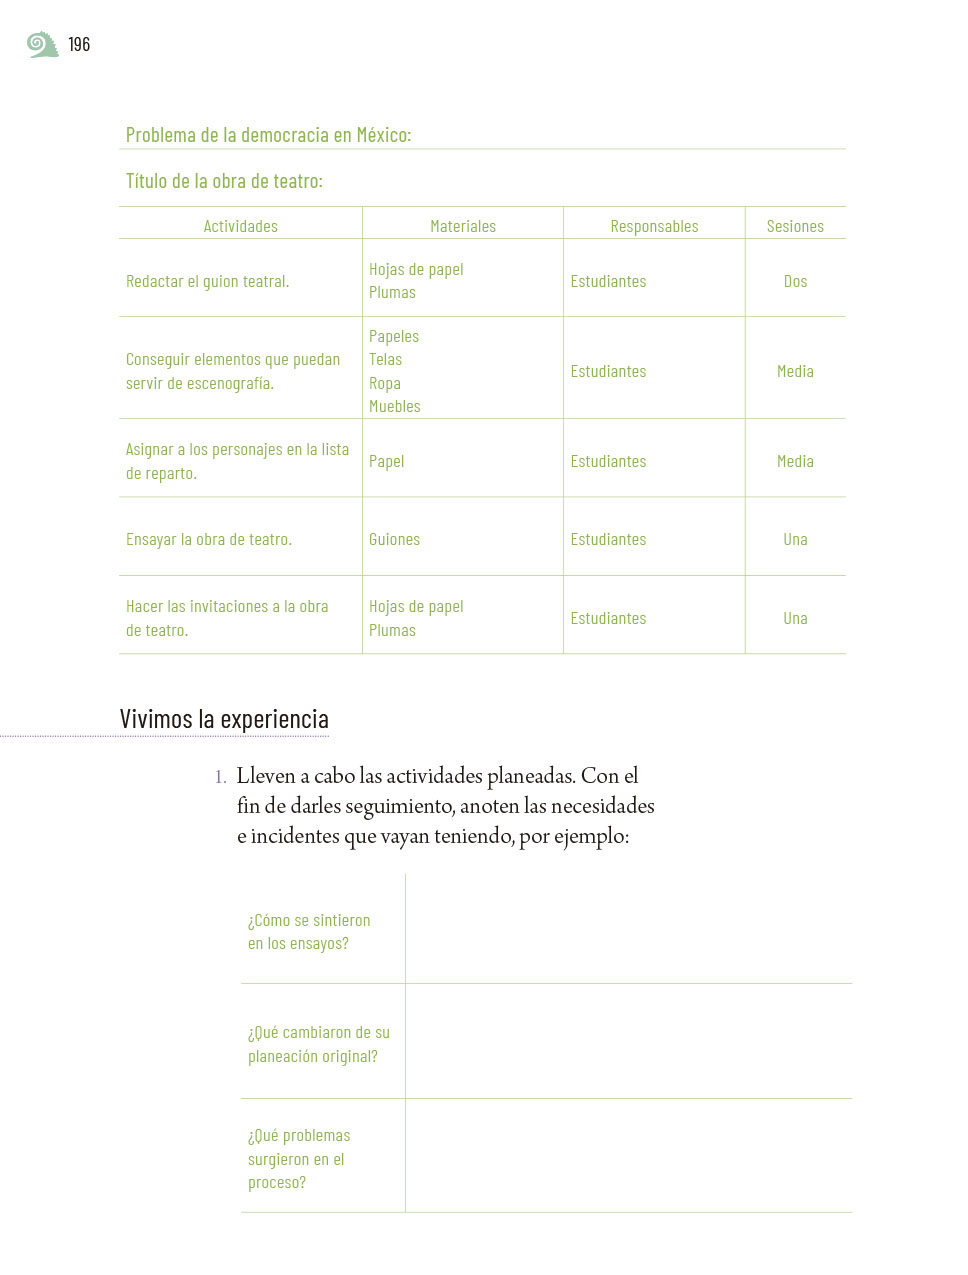 196
Problema de la democracia en México:
Título de la obra de teatro:
Actividades Materiales Responsables Sesiones
Redactar el guion teatral.
Hojas de papel
Plumas
Estudiantes
Dos
Conseguir elementos que puedan
servir de escenografía.
Papeles
Telas
Ropa
Muebles
Estudiantes
Media
Asignar a los personajes en la lista
de reparto.
Papel
Estudiantes
Media
Ensayar la obra de teatro.
Guiones
Estudiantes
Una
Hacer las invitaciones a la obra
de teatro.
Hojas de papel
Plumas
Estudiantes
Una
Vivimos la experiencia
1. Lleven a cabo las actividades planeadas. Con el
fin de darles seguimiento, anoten las necesidades
e incidentes que vayan teniendo, por ejemplo:
¿Cómo se sintieron
en los ensayos?
¿Qué cambiaron de su
planeación original?
¿Qué problemas
surgieron en el
proceso?